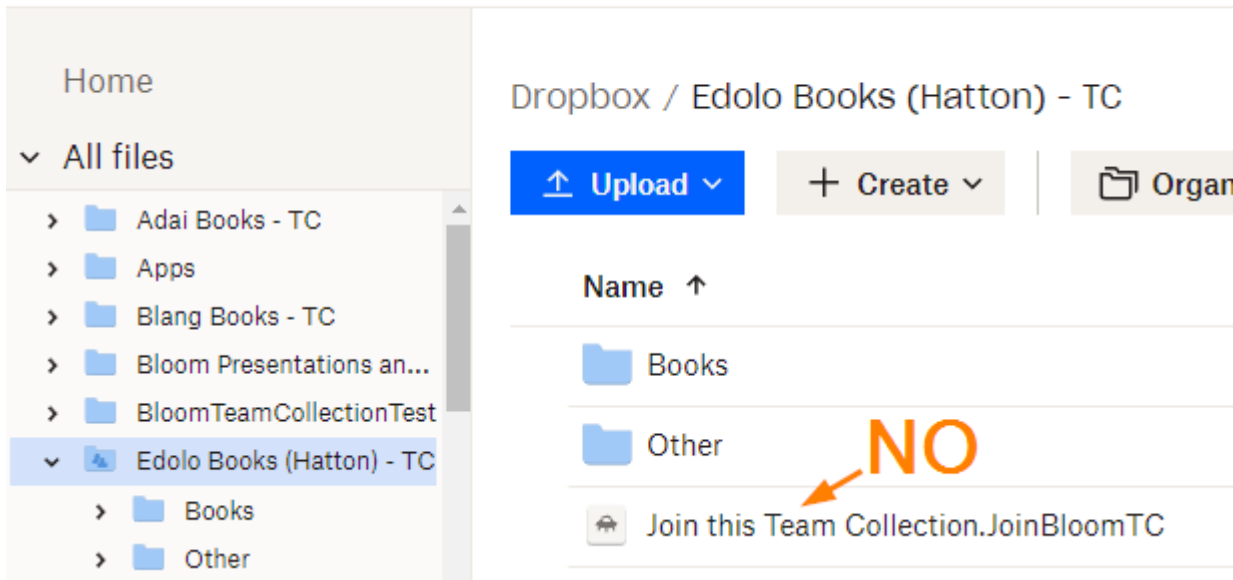 Home
All files
Adai Books - TC
Apps
Blang Books - TC
Bloom Presentations an...
BloomTeamCollectionTest
Edolo Books (Hatton) - TC
Books
Other
Dropbox / Edolo Books (Hatton) - TC
Upload
Create
Organ
Name
Books
Other
NO
Join this Team Collection.JoinBloomTC